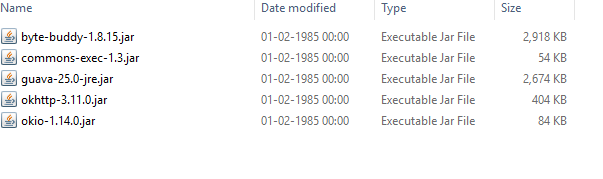 Name Date modified Type Size
byte-buddy-1.8.15.jar 01-02-1985 00:00 Executable Jar File 2,918 KB
commons-exec-1.3.jar 01-02-1985 00:00 Executable Jar File 54 KB
guava-25.0-jre.jar 01-02-1985 00:00 Executable Jar File 2,674 KB
okhttp-3.11.0.jar 01-02-1985 00:00 Executable Jar File 404 KB
okio-1.14.0.jar 01-02-1985 00:00 Executable Jar File 84 KB